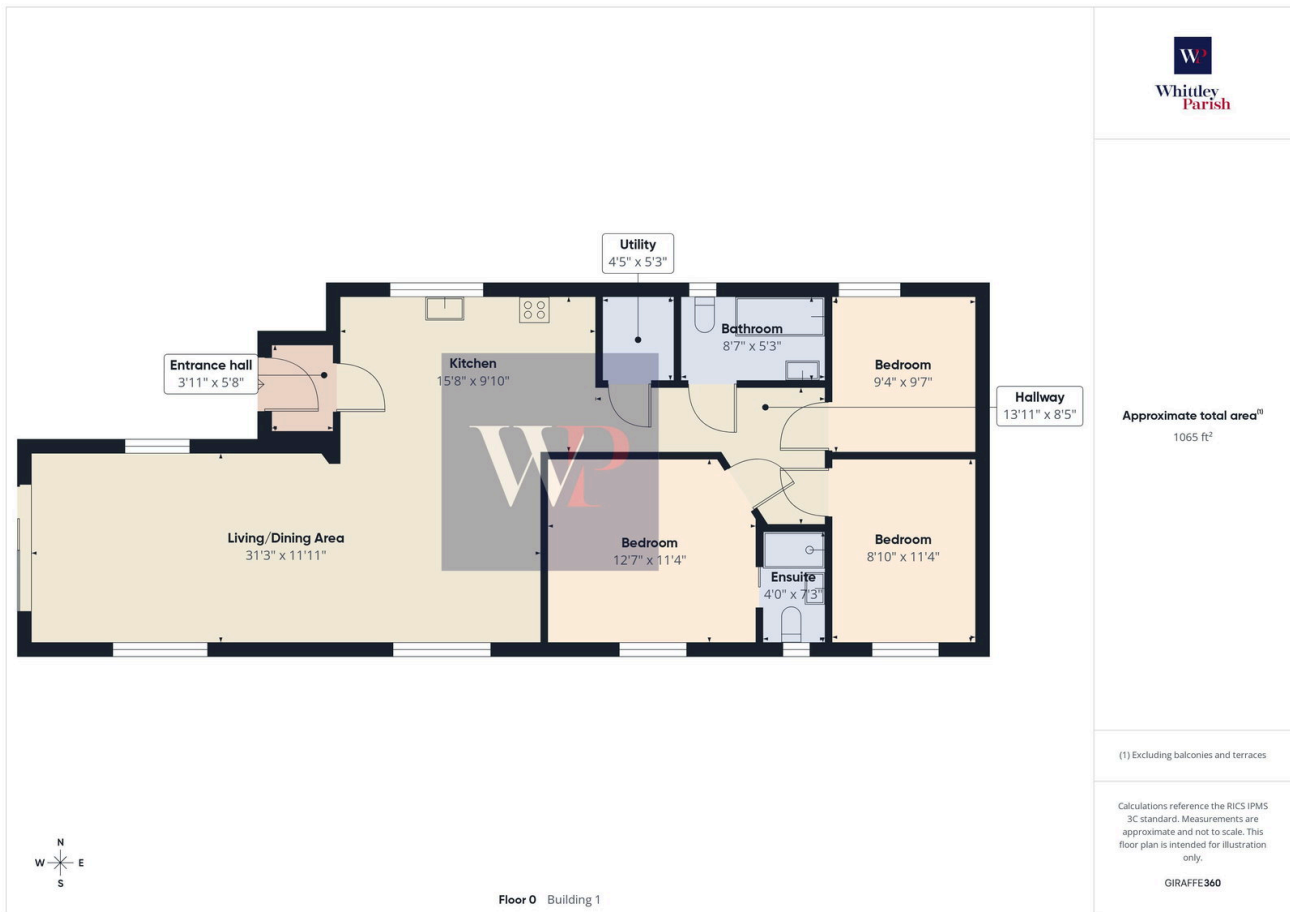 WP
Whittley
Parish
Utility
4'5" x 5'3"
Bathroom
8'7" x 5'3"
Entrance hall
3'11" x 5'8"
Kitchen
15'8" x 9'10"
Bedroom
9'4" x 9'7"
Hallway
13'11" x 8'5"
WP
Living/Dining Area
31'3" x 11'11"
Bedroom
12'7" x 11'4"
Ensuite
4'0" x 7'3"
Bedroom
8'10" x 11'4"
Approximate total area(1)
1065 ft²
(1) Excluding balconies and terraces
Calculations reference the RICS IPMS
3C standard. Measurements are
approximate and not to scale. This
floor plan is intended for illustration
only.
GIRAFFE360
N
W E
S
Floor 0 Building 1